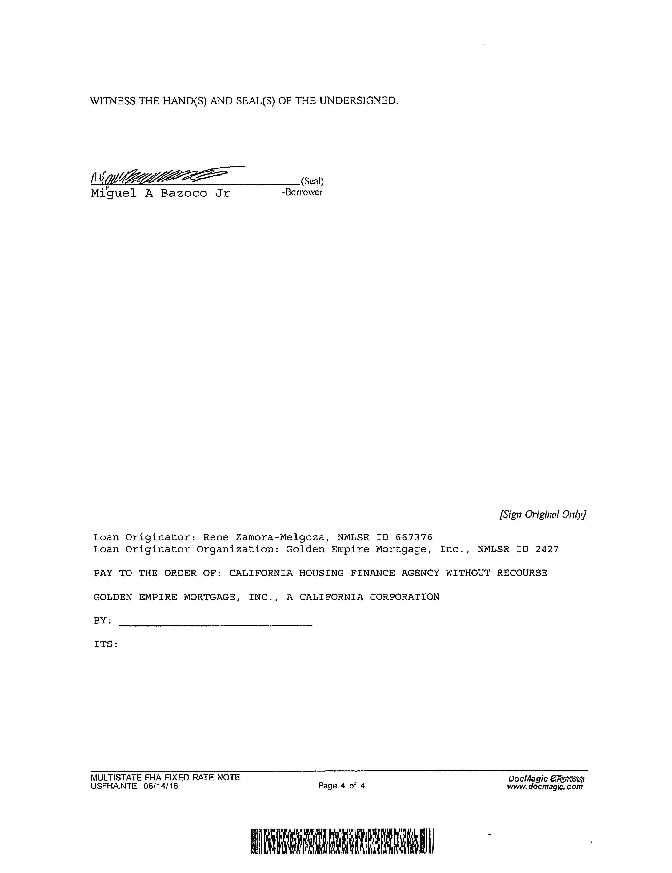 WITNESS THE HAND(S) AND SEAL(S) OF THE UNDERSIGNED.
(Seal)
Miguel A Bazoco Jr -Borrower
[Sign Original Only]
Loan Originator: Rene Zamora-Melgoza, NMLSR ID 667376
Loan Originator Organization: Golden Empire Mortgage, Inc., NMLSR ID 2427
PAY TO THE ORDER OF: CALIFORNIA HOUSING FINANCE AGENCY WITHOUT RECOURSE
GOLDEN EMPIRE MORTGAGE, INC., A CALIFORNIA CORPORATION
BY:
ITS:
MULTISTATE FHA FIXED RATE NOTE DocMagic
USFHA.NTE 06/14/16 Page 4 of 4 www.docmagic.com